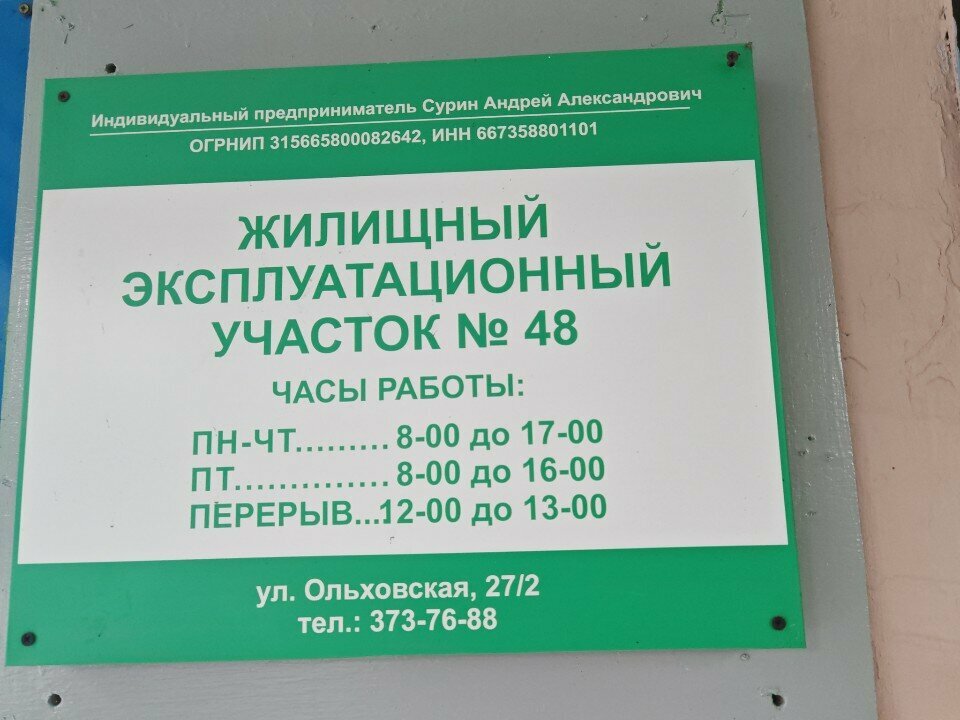 Индивидуальный предприниматель Сурин Андрей Александрович
ОГРНИП 315665800082642, ИНН 667358801101
ЖИЛИЩНЫЙ
ЭКСПЛУАТАЦИОННЫЙ
УЧАСТОК № 48
ЧАСЫ РАБОТЫ:
ПН-ЧТ......... 8-00 до 17-00
ПТ.............. 8-00 до 16-00
ПЕРЕРЫВ....12-00 до 13-00
ул. Ольховская, 27/2
тел.: 373-76-88